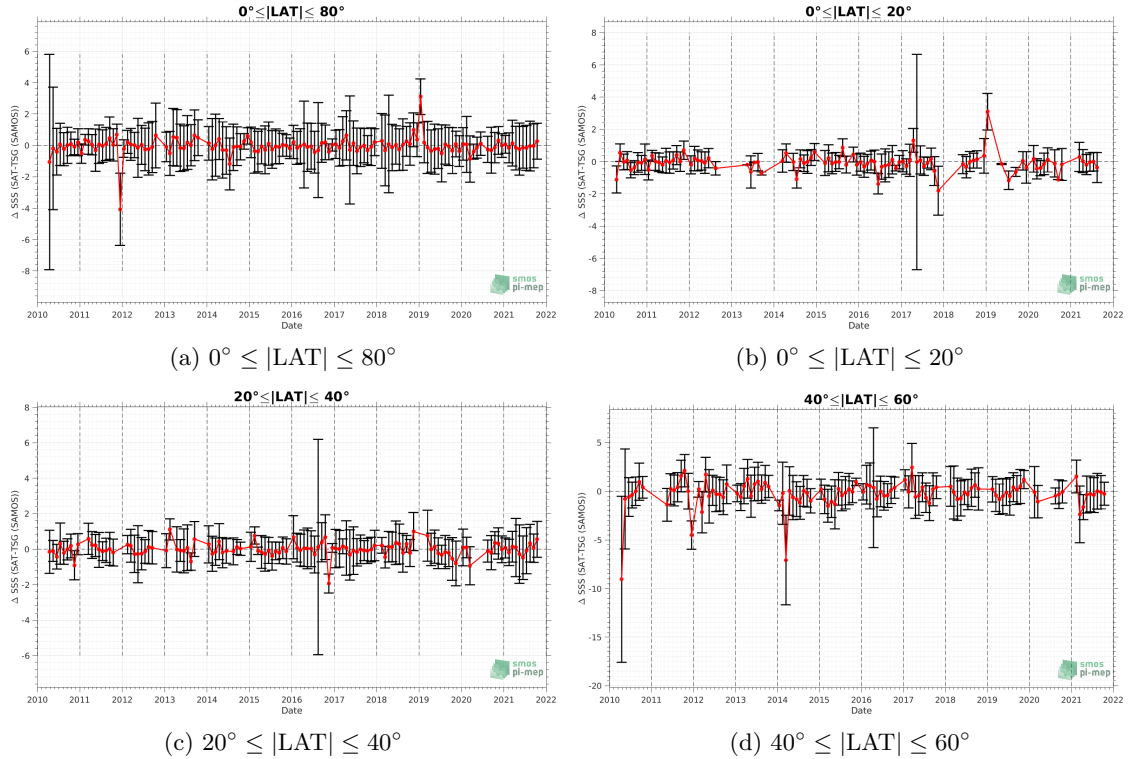 0°≤|LAT|≤ 80°
Δ SSS (SAT-TSG (SAMOS))
6
4
2
0
-2
-4
-6
-8
2010 2011 2012 2013 2014 2015 2016 2017 2018 2019 2020 2021 2022
Date
smos
pi-mep
(a) 0° ≤ |LAT| ≤ 80°
0°≤|LAT|≤ 20°
Δ SSS (SAT-TSG (SAMOS))
8
6
4
2
0
-2
-4
-6
-8
2010 2011 2012 2013 2014 2015 2016 2017 2018 2019 2020 2021 2022
Date
smos
pi-mep
(b) 0° ≤ |LAT| ≤ 20°
20°≤|LAT|≤ 40°
Δ SSS (SAT-TSG (SAMOS))
8
6
4
2
0
-2
-4
-6
2010 2011 2012 2013 2014 2015 2016 2017 2018 2019 2020 2021 2022
Date
smos
pi-mep
(c) 20° ≤ |LAT| ≤ 40°
40°≤|LAT|≤ 60°
Δ SSS (SAT-TSG (SAMOS))
5
0
-5
-10
-15
-20
2010 2011 2012 2013 2014 2015 2016 2017 2018 2019 2020 2021 2022
Date
smos
pi-mep
(d) 40° ≤ |LAT| ≤ 60°